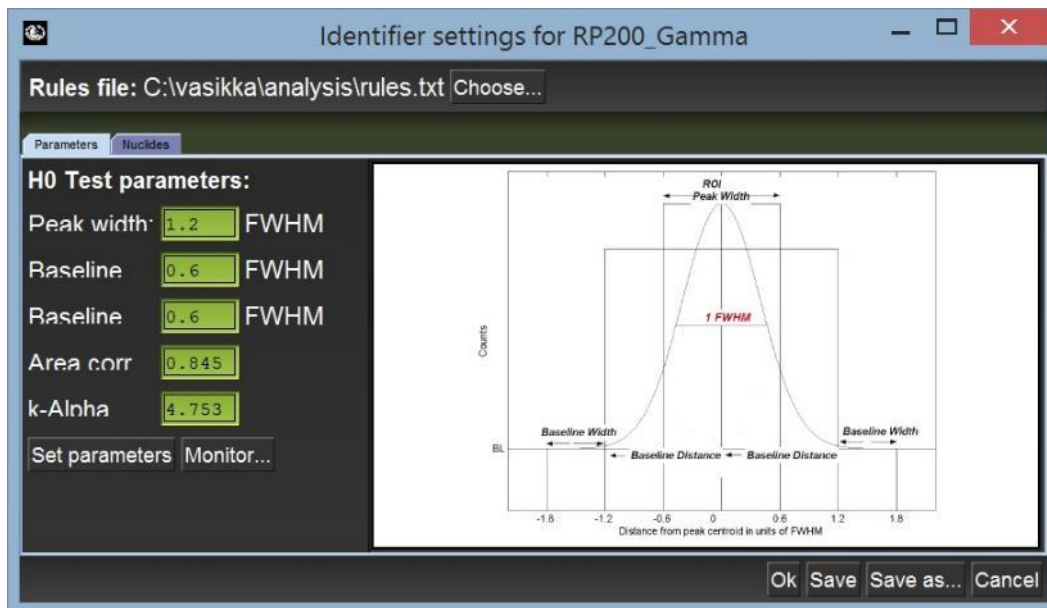 Identifier settings for RP200_Gamma
Rules file: C:\vasikka\analysis\rules.txt Choose...
Parameters Nuclides
H0 Test parameters:
Peak width: 1.2 FWHM
Baseline 0.6 FWHM
Baseline 0.6 FWHM
Area corr 0.845
k-Alpha 4.753
Set parameters Monitor...
ROI
Peak Width
1 FWHM
Counts
Baseline Width Baseline Width
BL Baseline Distance Baseline Distance
-1.8 -1.2 -0.6 0 0.6 1.2 1.8
Distance from peak centroid in units of FWHM
Ok Save Save as... Cancel